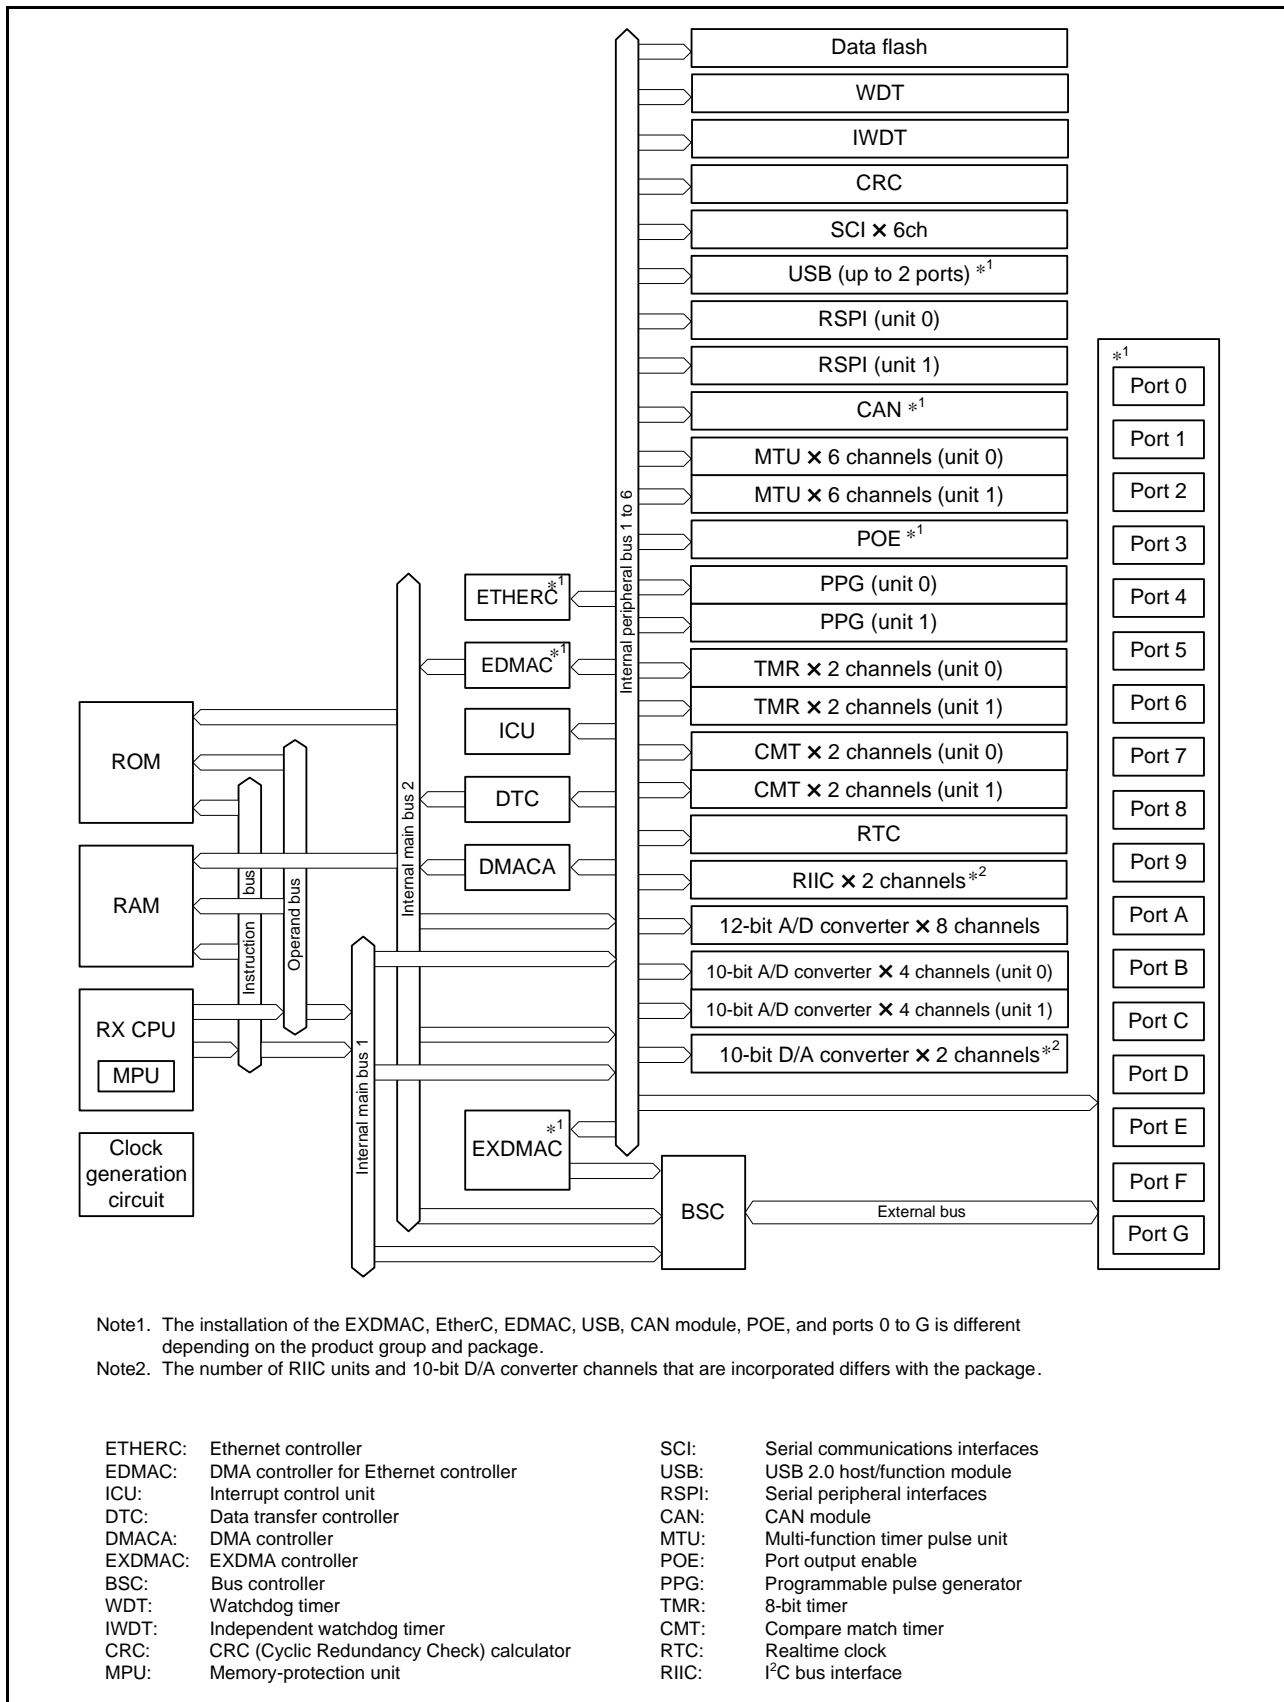 Data flash
WDT
IWDT
CRC
SCI × 6ch
USB (up to 2 ports) *1
RSPI (unit 0)
RSPI (unit 1)
CAN *1
MTU × 6 channels (unit 0)
MTU × 6 channels (unit 1)
POE *1
PPG (unit 0)
PPG (unit 1)
TMR × 2 channels (unit 0)
TMR × 2 channels (unit 1)
CMT × 2 channels (unit 0)
CMT × 2 channels (unit 1)
RTC
RIIC × 2 channels*2
12-bit A/D converter × 8 channels
10-bit A/D converter × 4 channels (unit 0)
10-bit A/D converter × 4 channels (unit 1)
10-bit D/A converter × 2 channels*2
*1
Port 0
Port 1
Port 2
Port 3
Port 4
Port 5
Port 6
Port 7
Port 8
Port 9
Port A
Port B
Port C
Port D
Port E
Port F
Port G
Internal peripheral bus 1 to 6
ETHERC*1
EDMAC*1
ICU
DTC
DMACA
Internal main bus 2
ROM
RAM
Instruction bus
Operand bus
RX CPU
MPU
Internal main bus 1
Clock
generation
circuit
*1
EXDMAC
BSC
External bus
Note1. The installation of the EXDMAC, EtherC, EDMAC, USB, CAN module, POE, and ports 0 to G is different
depending on the product group and package.
Note2. The number of RIIC units and 10-bit D/A converter channels that are incorporated differs with the package.
ETHERC: Ethernet controller
EDMAC: DMA controller for Ethernet controller
ICU: Interrupt control unit
DTC: Data transfer controller
DMACA: DMA controller
EXDMAC: EXDMA controller
BSC: Bus controller
WDT: Watchdog timer
IWDT: Independent watchdog timer
CRC: CRC (Cyclic Redundancy Check) calculator
MPU: Memory-protection unit
SCI: Serial communications interfaces
USB: USB 2.0 host/function module
RSPI: Serial peripheral interfaces
CAN: CAN module
MTU: Multi-function timer pulse unit
POE: Port output enable
PPG: Programmable pulse generator
TMR: 8-bit timer
CMT: Compare match timer
RTC: Realtime clock
RIIC: I2C bus interface